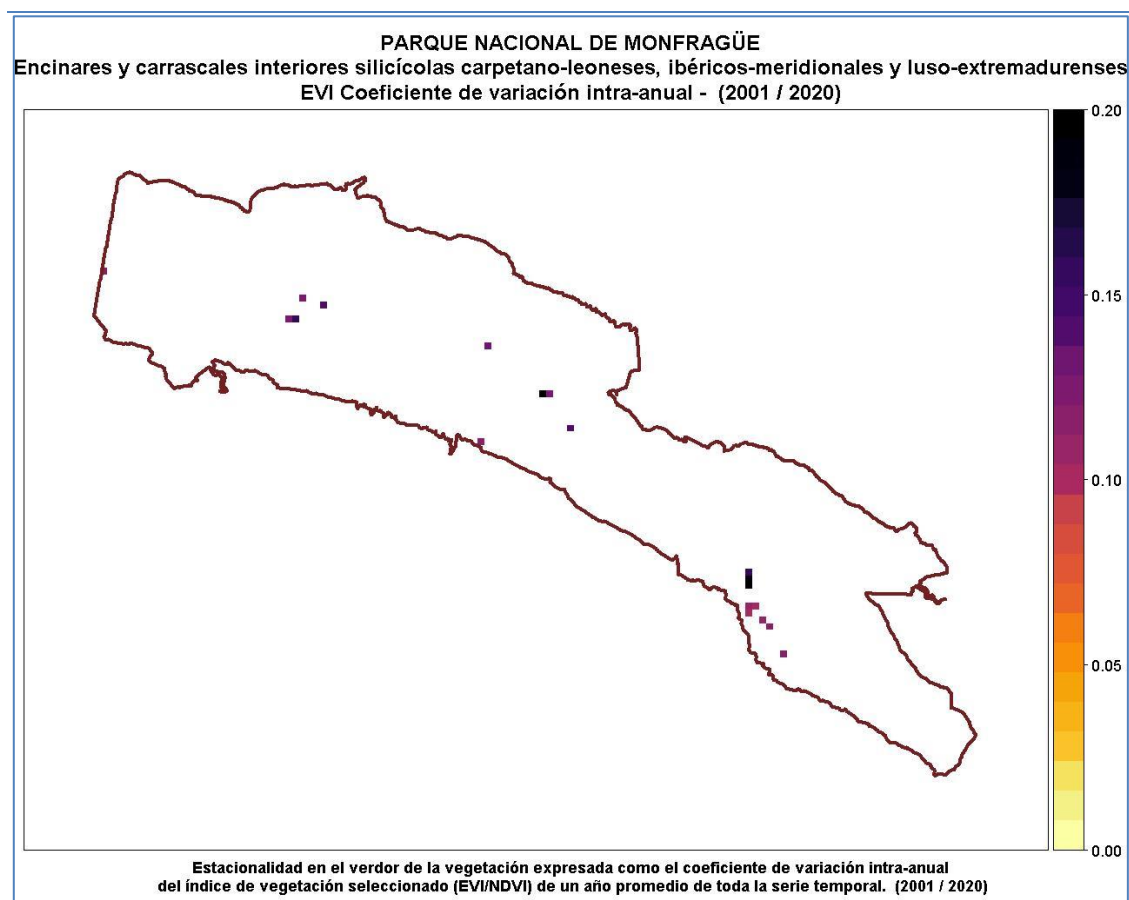 PARQUE NACIONAL DE MONFRAGÜE
Encinares y carrascales interiores silicícolas carpetano-leoneses, ibéricos-meridionales y luso-extremadurenses
EVI Coeficiente de variación intra-anual - (2001 / 2020)
0.20
0.15
0.10
0.05
0.00
Estacionalidad en el verdor de la vegetación expresada como el coeficiente de variación intra-anual
del índice de vegetación seleccionado (EVI/NDVI) de un año promedio de toda la serie temporal. (2001 / 2020)